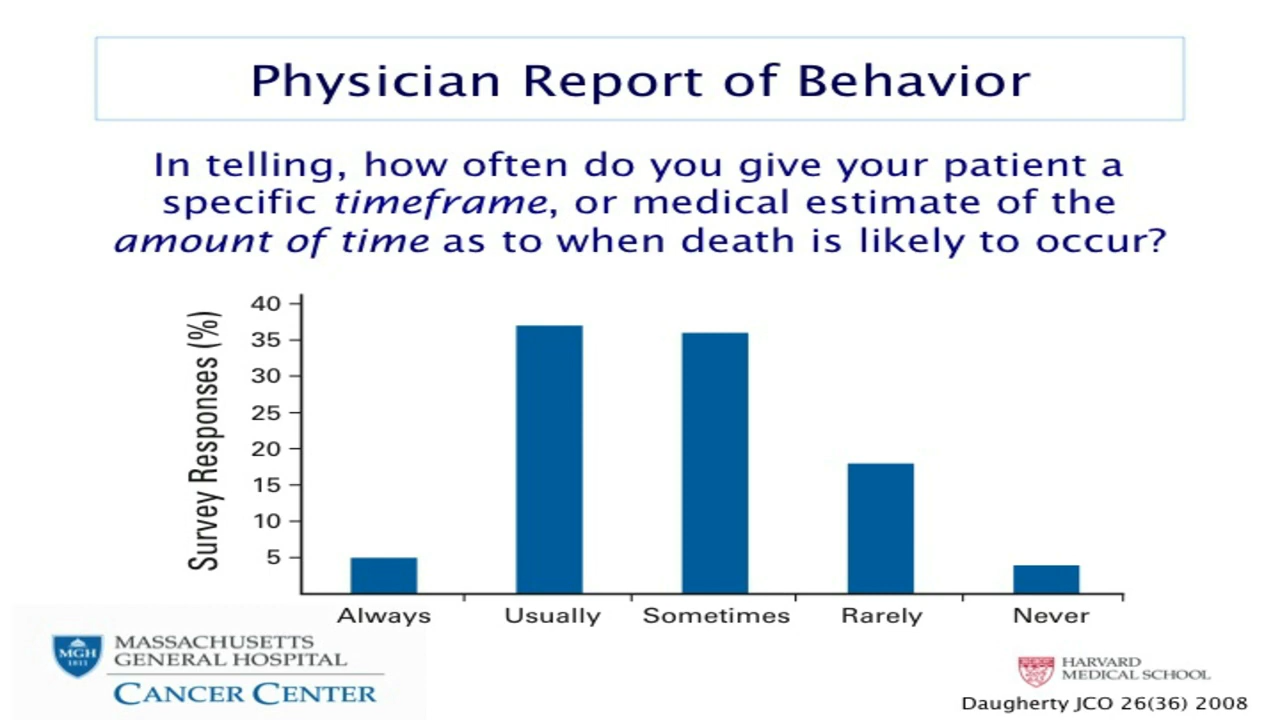 Physician Report of Behavior
In telling, how often do you give your patient a
specific timeframe, or medical estimate of the
amount of time as to when death is likely to occur?
Survey Responses (%)
40
35
30
25
20
15
10
5
Always Usually Sometimes Rarely Never
MGH
1811
MASSACHUSETTS
GENERAL HOSPITAL
CANCER CENTER
HARVARD
MEDICAL SCHOOL
Daugherty JCO 26(36) 2008